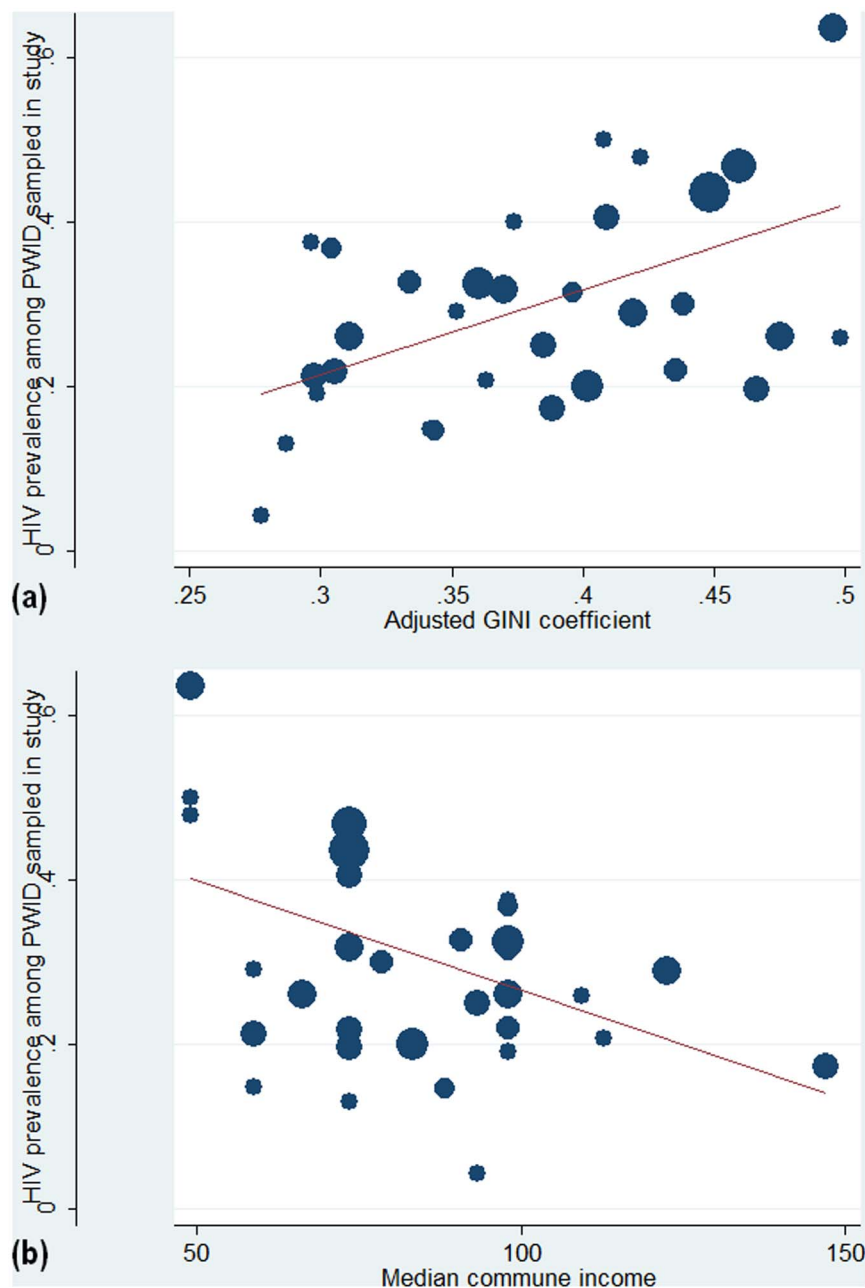 HIV prevalence among PWID sampled in study
.6
.4
.2
0
.25 .3 .35 .4 .45 .5
Adjusted GINI coefficient
(a)
HIV prevalence among PWID sampled in study
.6
.4
.2
0
50 100 150
Median commune income
(b)